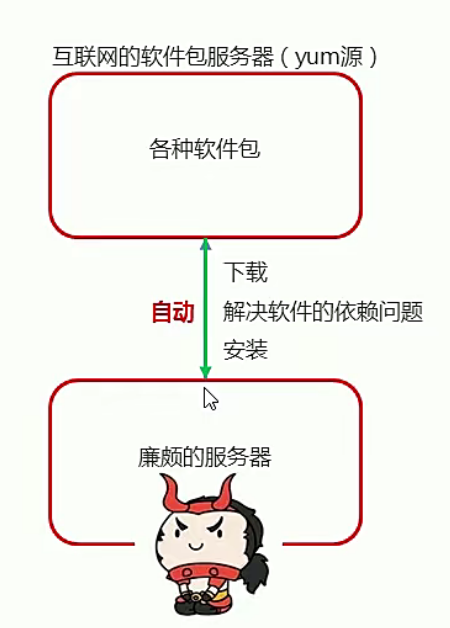 互联网的软件包服务器（yum源）
各种软件包
下载
自动
解决软件的依赖问题
安装
廉颇的服务器